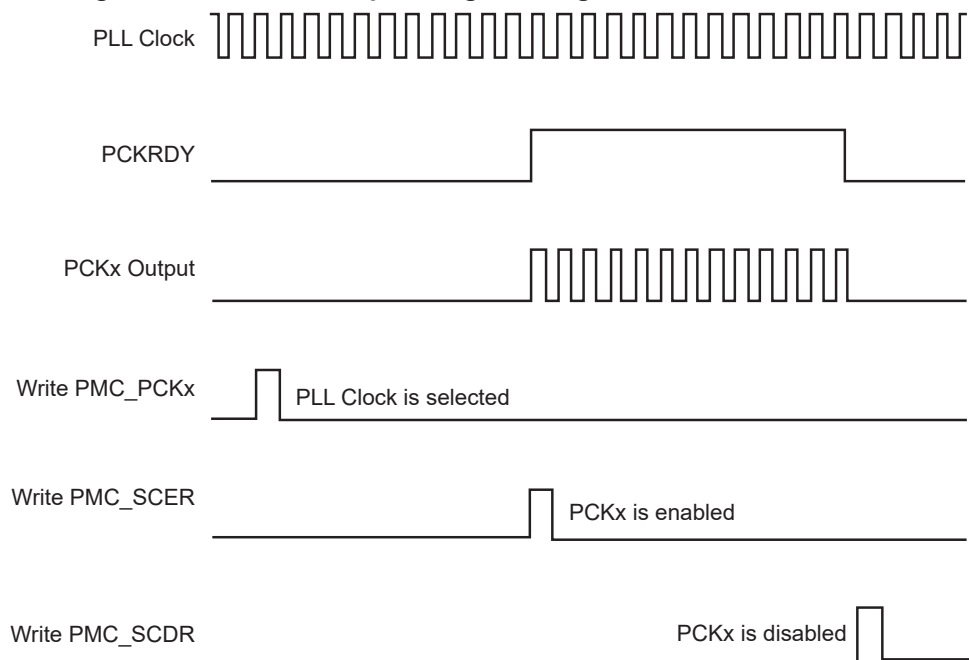 PLL Clock
PCKRDY
PCKx Output
Write PMC_PCKx
PLL Clock is selected
Write PMC_SCER
PCKx is enabled
Write PMC_SCDR
PCKx is disabled